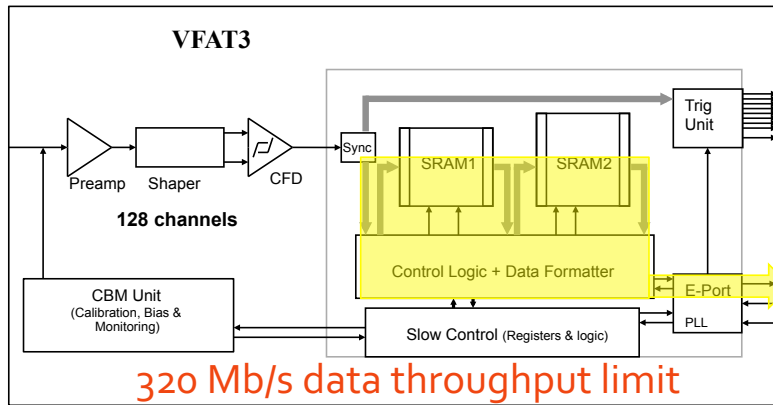 VFAT3
Trig
Unit
Sync
SRAM1
SRAM2
Preamp
Shaper
CFD
128 channels
Control Logic + Data Formatter
CBM Unit
(Calibration, Bias &
Monitoring)
E-Port
PLL
Slow Control (Registers & logic)
320 Mb/s data throughput limit